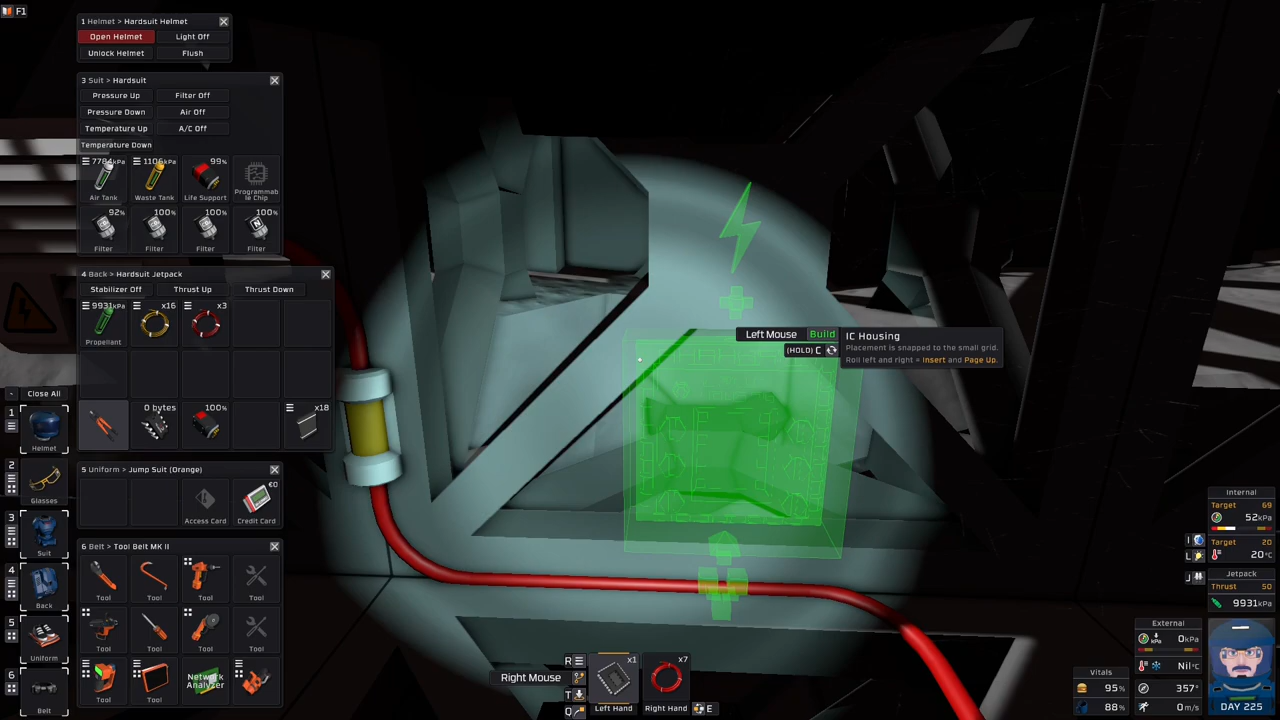 F1
1 Helmet > Hardsuit Helmet
Open Helmet
Light Off
Unlock Helmet
Flush
3 Suit > Hardsuit
Pressure Up
Filter Off
Pressure Down
Air Off
Temperature Up
A/C Off
Temperature Down
7784kPa
1106kPa
99%
Air Tank
Waste Tank
Life Support
Programmab
le Chip
92%
100%
100%
100%
Filter
Filter
Filter
Filter
4 Back > Hardsuit Jetpack
Stabilizer Off
Thrust Up
Thrust Down
9931kPa
x16
x3
Propellant
0 bytes
100%
x18
Close All
1
Helmet
2
Glasses
3
Suit
4
Back
5
Uniform
6
Belt
5 Uniform > Jump Suit (Orange)
€0
Access Card
Credit Card
6 Belt > Tool Belt MK II
Tool
Tool
Tool
Tool
Tool
Tool
Tool
Tool
Tool
Tool
Network
Analyzer
Tool
Left Mouse
Build
(HOLD) C
IC Housing
Placement is snapped to the small grid.
Roll left and right = Insert and Page Up.
Right Mouse
R
T
Q
x1
Left Hand
x7
Right Hand
E
Internal
Target 69
52kPa
Target 20
20°C
I
L
J
Jetpack
Thrust 50
9931kPa
External
0kPa
Nil°C
357°
0m/s
Vitals
95%
88%
DAY 225